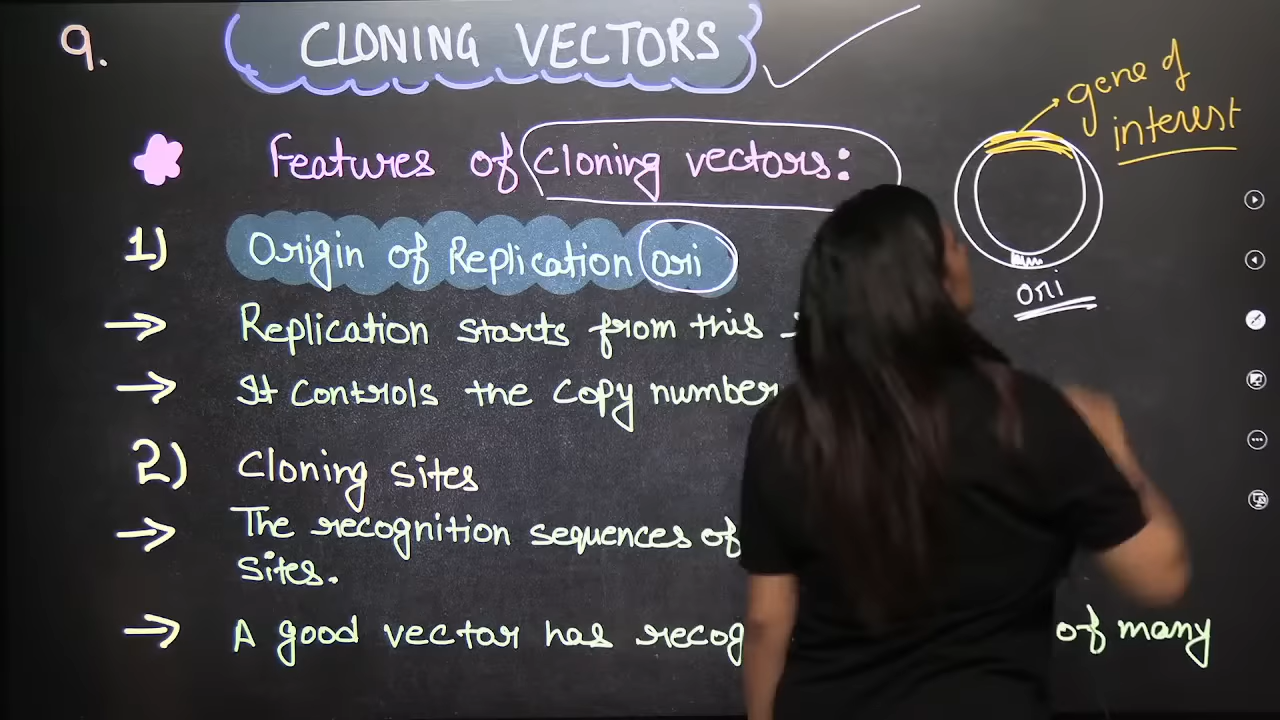 9.
CLONING VECTORS
gene of
interest
Features of cloning vectors:
1) Origin of Replication ori
ori
→ Replication starts from this
→ It controls the copy number
2) Cloning sites
→ The recognition sequences of
sites.
→ A good vector has recog of many